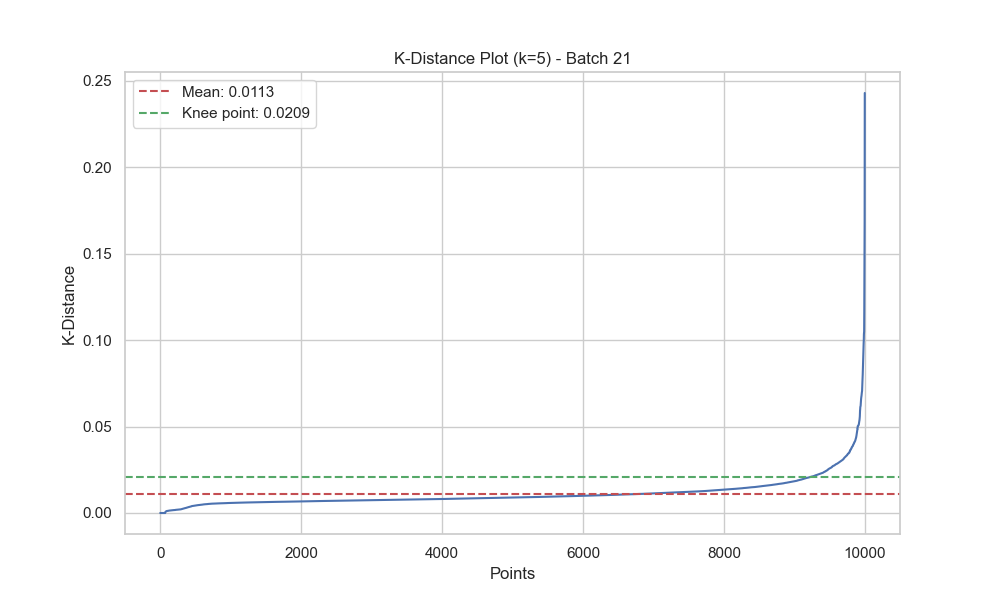 K-Distance Plot (k=5) - Batch 21
Mean: 0.0113
Knee point: 0.0209
0.25
0.20
0.15
0.10
0.05
0.00
K-Distance
0 2000 4000 6000 8000 10000
Points